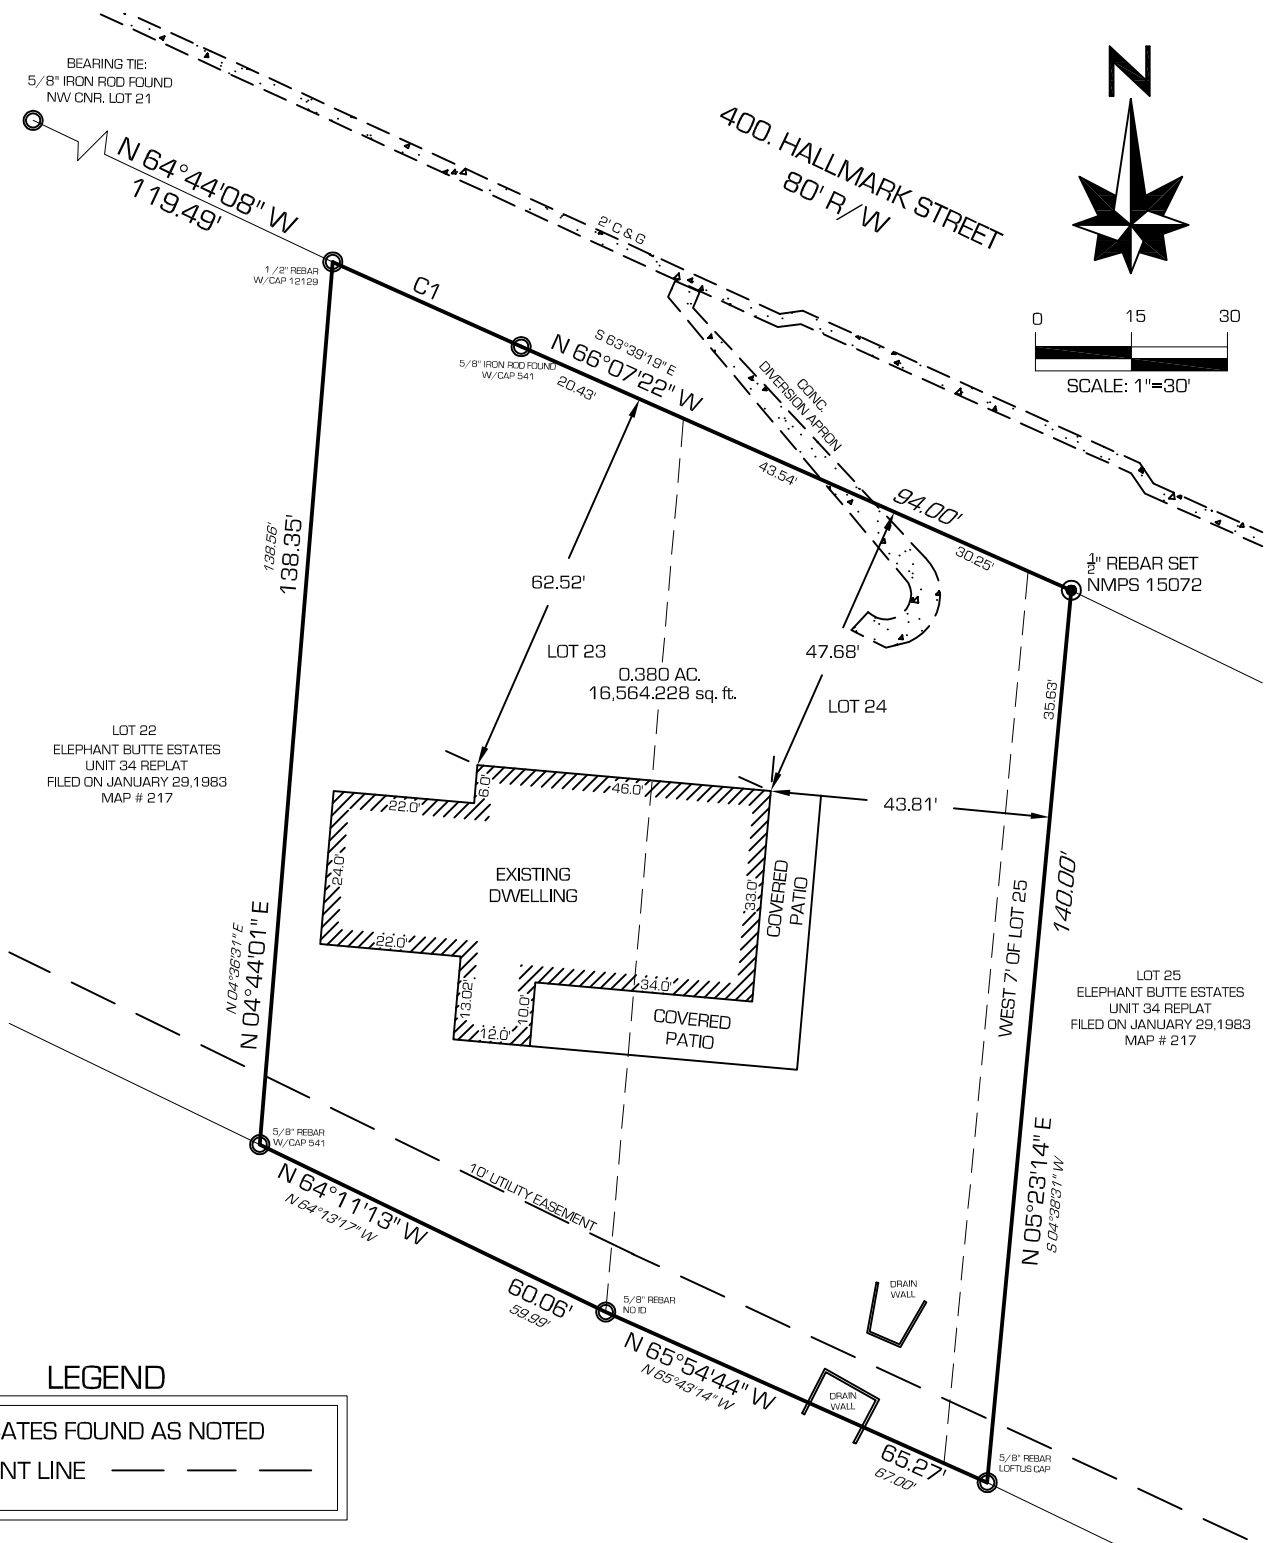 BEARING TIE:
5/8" IRON ROD FOUND
NW CNR. LOT 21
N 64°44'08" W
119.49'
400. HALLMARK STREET
80' R/W
N
2' C & G
0 15 30
SCALE: 1"=30'
1/2" REBAR
W/CAP 12129
C1
5/8" IRON ROD FOUND
W/CAP 541
S 63°39'19" E
N 66°07'22" W
20.43'
CONC.
DIVERSION APRON
43.54'
94.00'
30.25'
1/2" REBAR SET
NMPS 15072
138.56'
138.35'
62.52'
47.68'
LOT 23
0.380 AC.
16,564.228 sq. ft.
LOT 24
35.63'
LOT 22
ELEPHANT BUTTE ESTATES
UNIT 34 REPLAT
FILED ON JANUARY 29,1983
MAP # 217
6.0'
46.0'
22.0'
43.81'
24.0'
EXISTING
DWELLING
33.0'
COVERED
PATIO
WEST 7' OF LOT 25
140.00'
22.0'
13.02'
10.0'
34.0'
12.0'
COVERED
PATIO
N 04°36'31" E
N 04°44'01" E
LOT 25
ELEPHANT BUTTE ESTATES
UNIT 34 REPLAT
FILED ON JANUARY 29,1983
MAP # 217
5/8" REBAR
W/CAP 541
N 64°11'13" W
N 64°13'17" W
10' UTILITY EASEMENT
N 05°23'14" E
S 04°38'31" W
60.06'
59.99'
5/8" REBAR
NO ID
DRAIN
WALL
N 65°54'44" W
N 65°43'14" W
DRAIN
WALL
65.27'
67.00'
5/8" REBAR
LOFTUS CAP
LEGEND
ATES FOUND AS NOTED
NT LINE